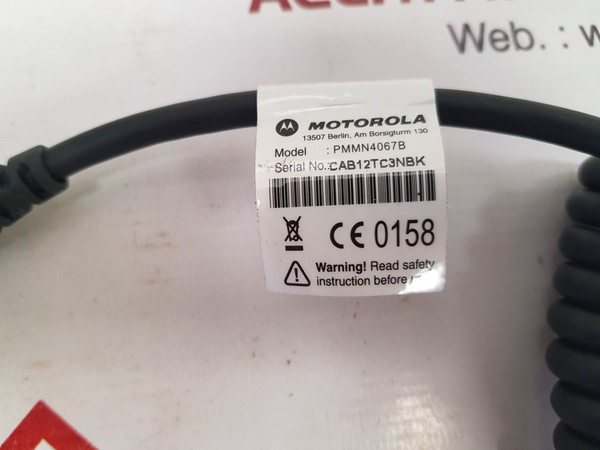 Web. : w
MOTOROLA
13507 Berlin, Am Borsigturm 130
Model : PMMN4067B
Serial No.:CAB12TC3NBK
CE 0158
Warning! Read safety
instruction before